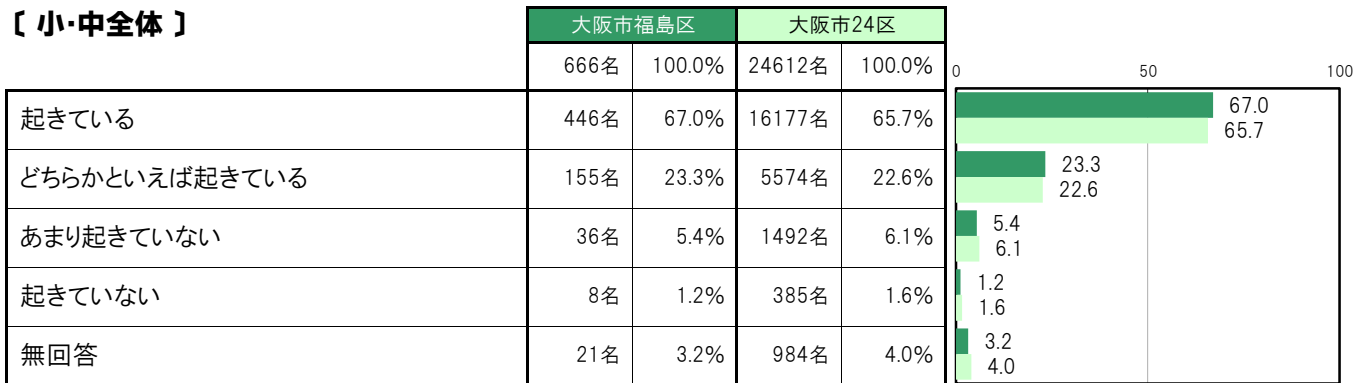 〔 小・中全体 〕
大阪市福島区 大阪市24区
666名 100.0% 24612名 100.0%
0 50 100
起きている 446名 67.0% 16177名 65.7%
67.0
65.7
どちらかといえば起きている 155名 23.3% 5574名 22.6%
23.3
22.6
あまり起きていない 36名 5.4% 1492名 6.1%
5.4
6.1
起きていない 8名 1.2% 385名 1.6%
1.2
1.6
無回答 21名 3.2% 984名 4.0%
3.2
4.0